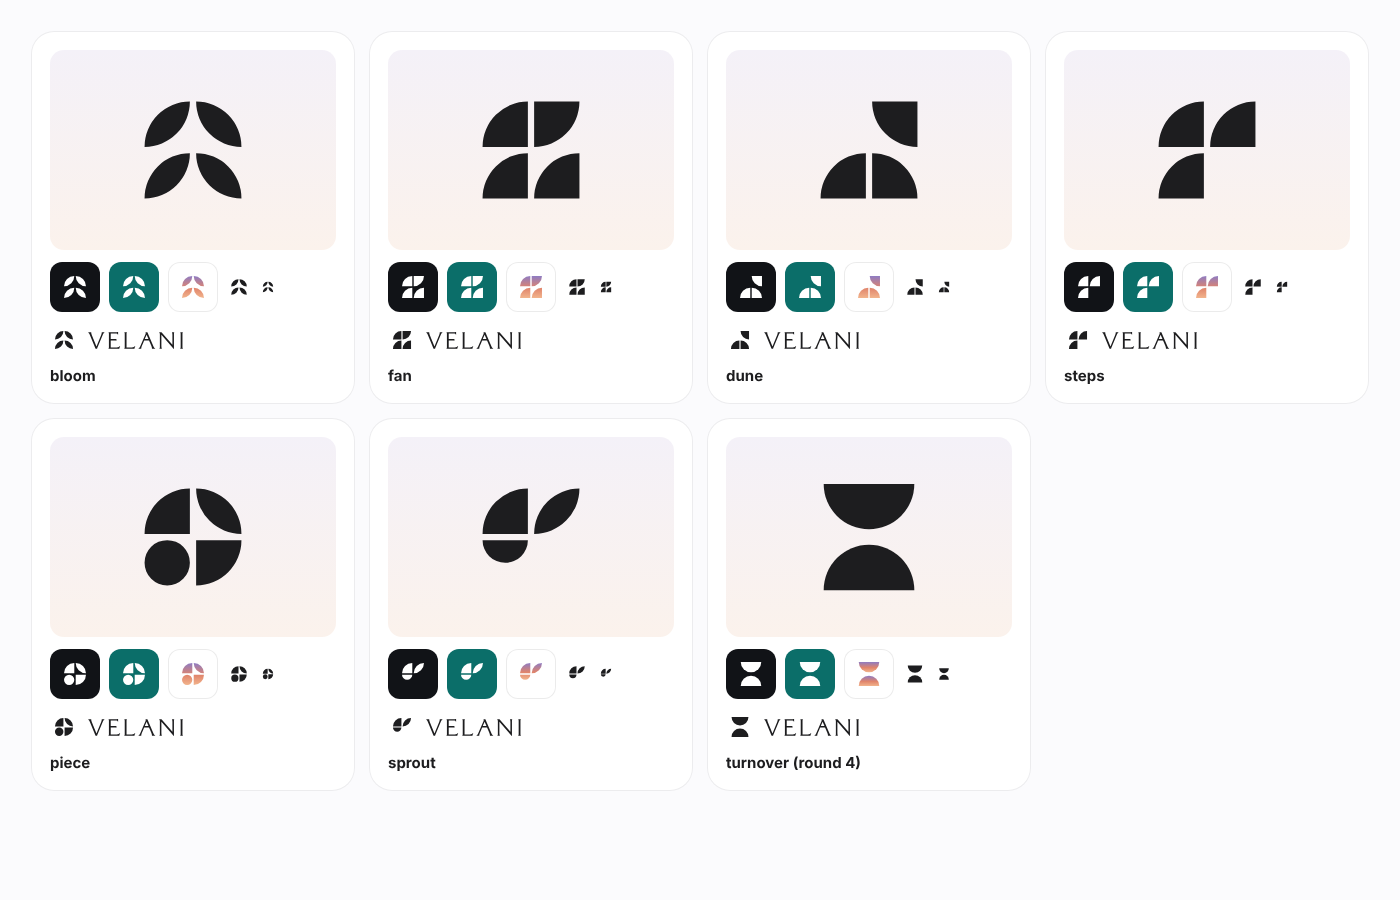 VELANI
bloom
VELANI
fan
VELANI
dune
VELANI
steps
VELANI
piece
VELANI
sprout
VELANI
turnover (round 4)